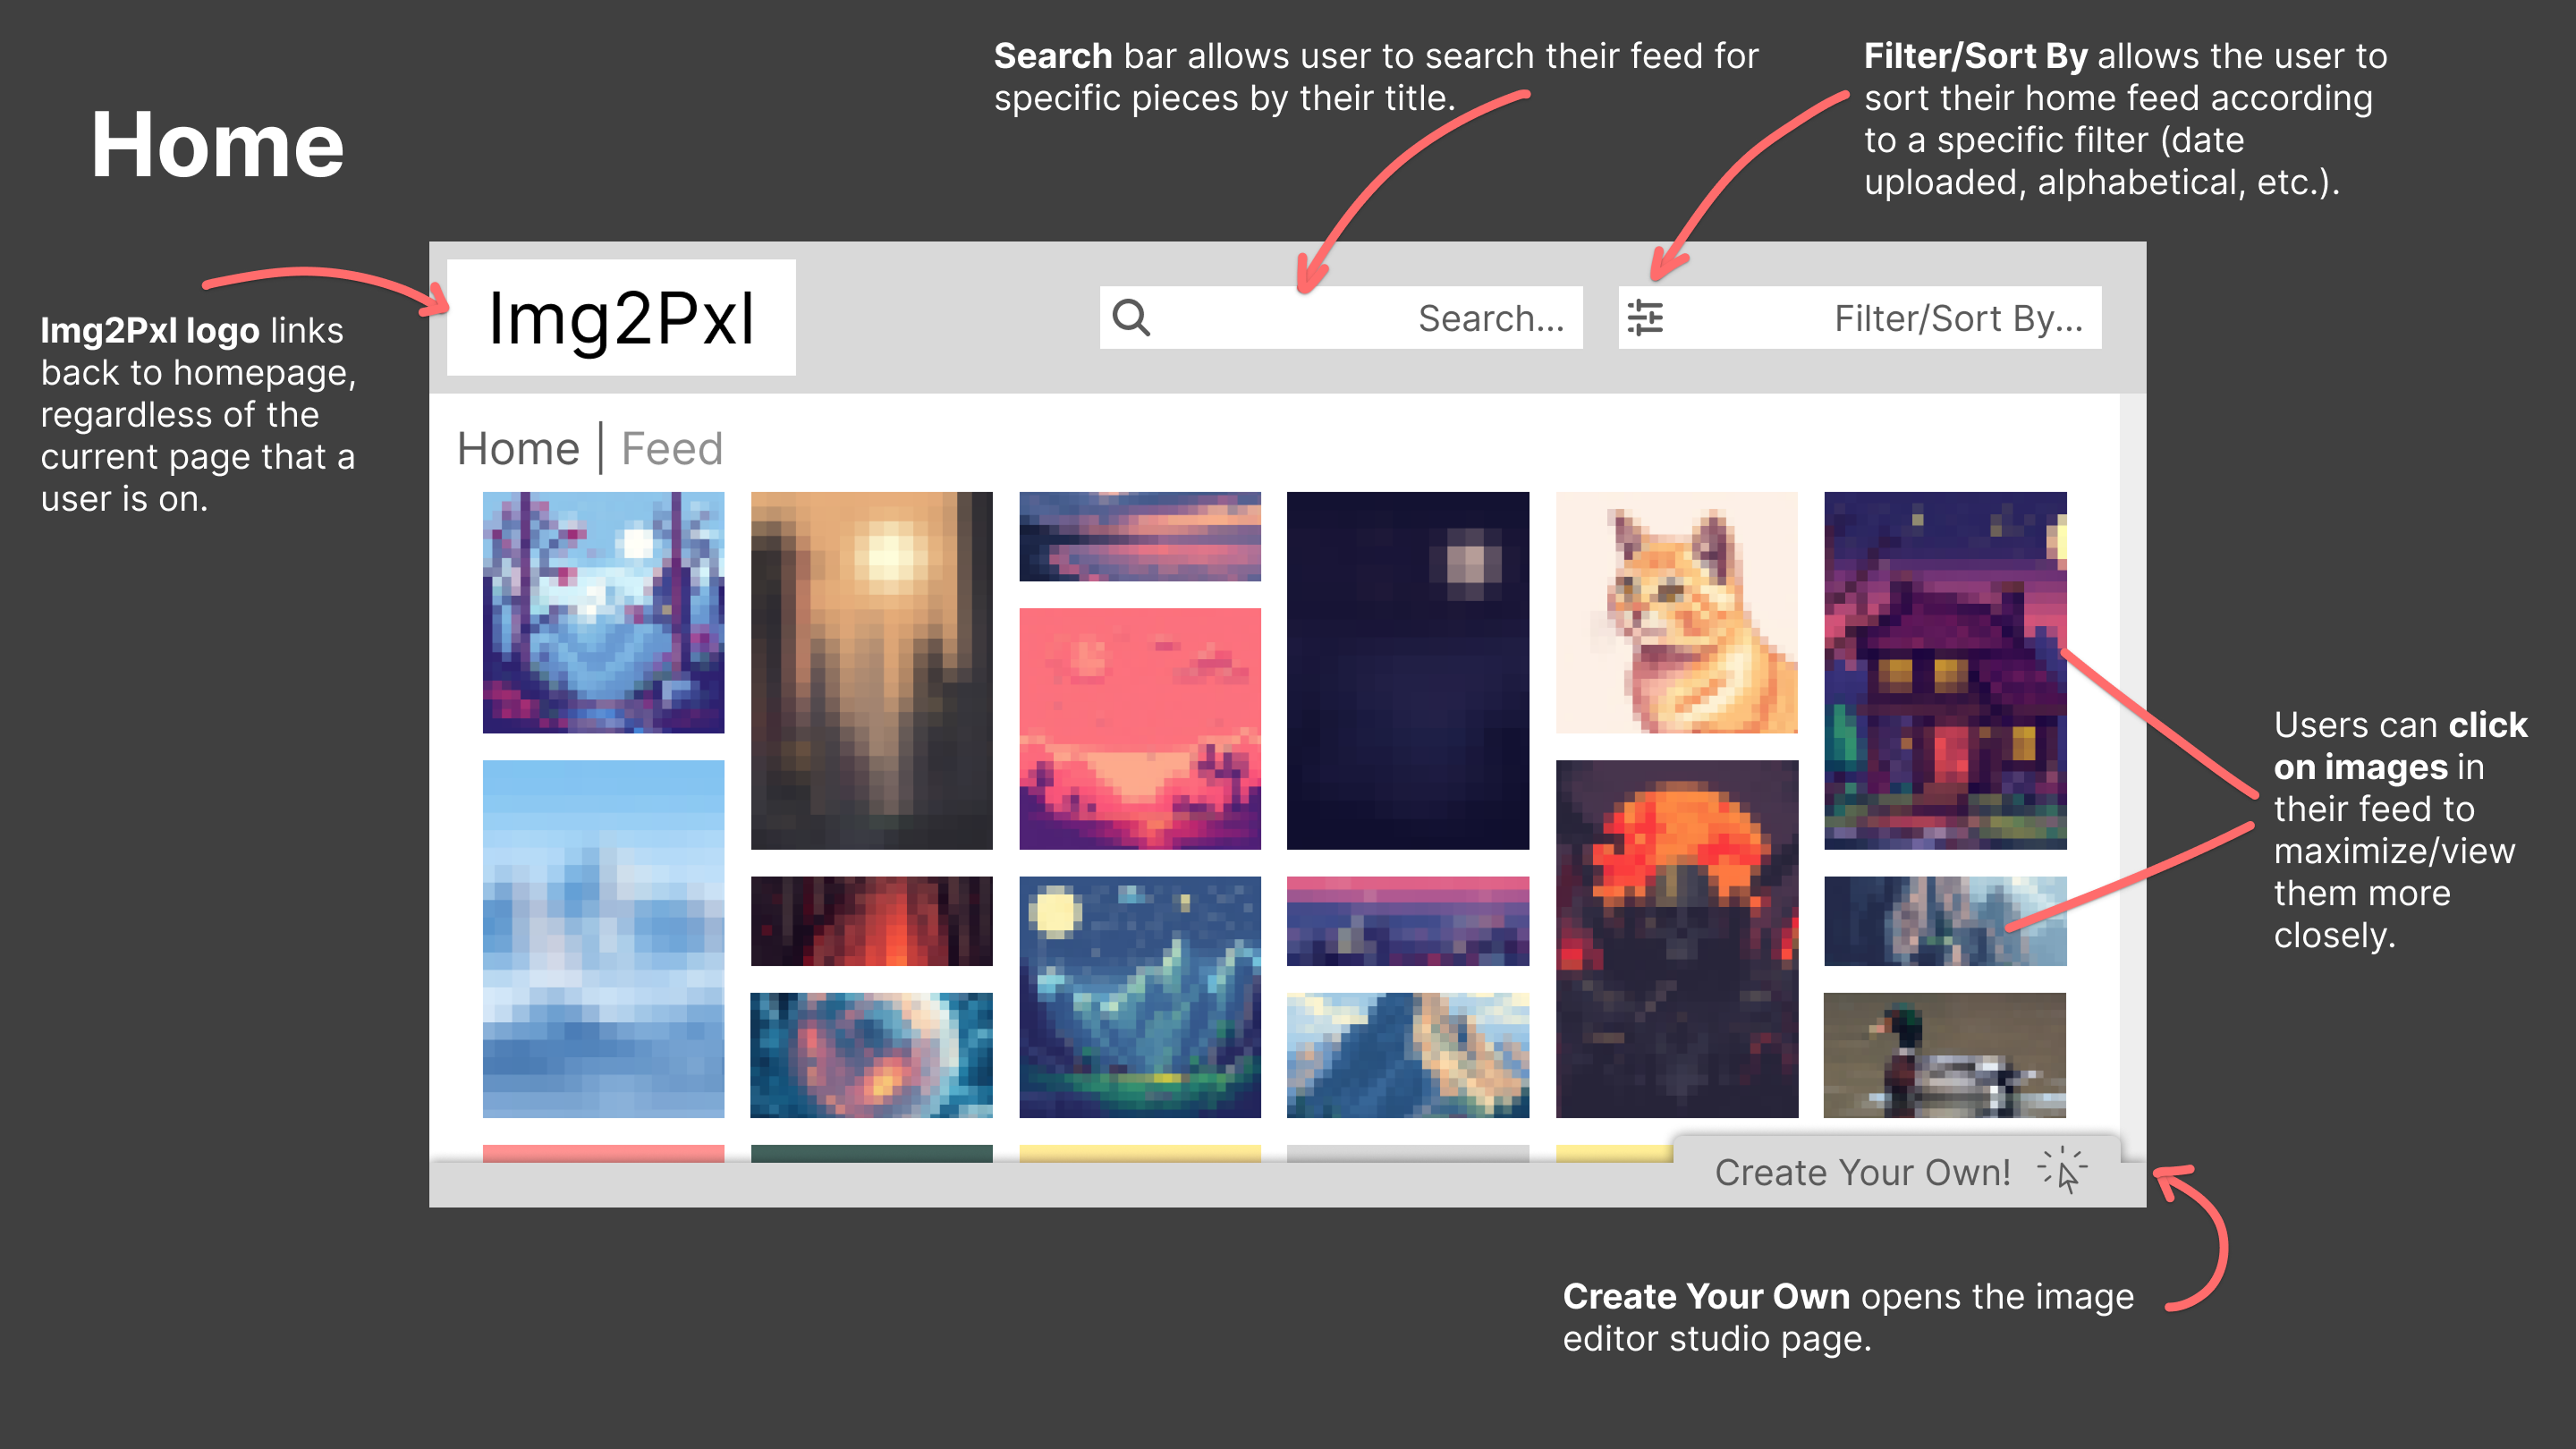 Home
Search bar allows user to search their feed for
specific pieces by their title.
Filter/Sort By allows the user to
sort their home feed according
to a specific filter (date
uploaded, alphabetical, etc.).
Img2Pxl logo links
back to homepage,
regardless of the
current page that a
user is on.
Img2Pxl
Search...
Filter/Sort By...
Home | Feed
Users can click
on images in
their feed to
maximize/view
them more
closely.
Create Your Own!
Create Your Own opens the image
editor studio page.